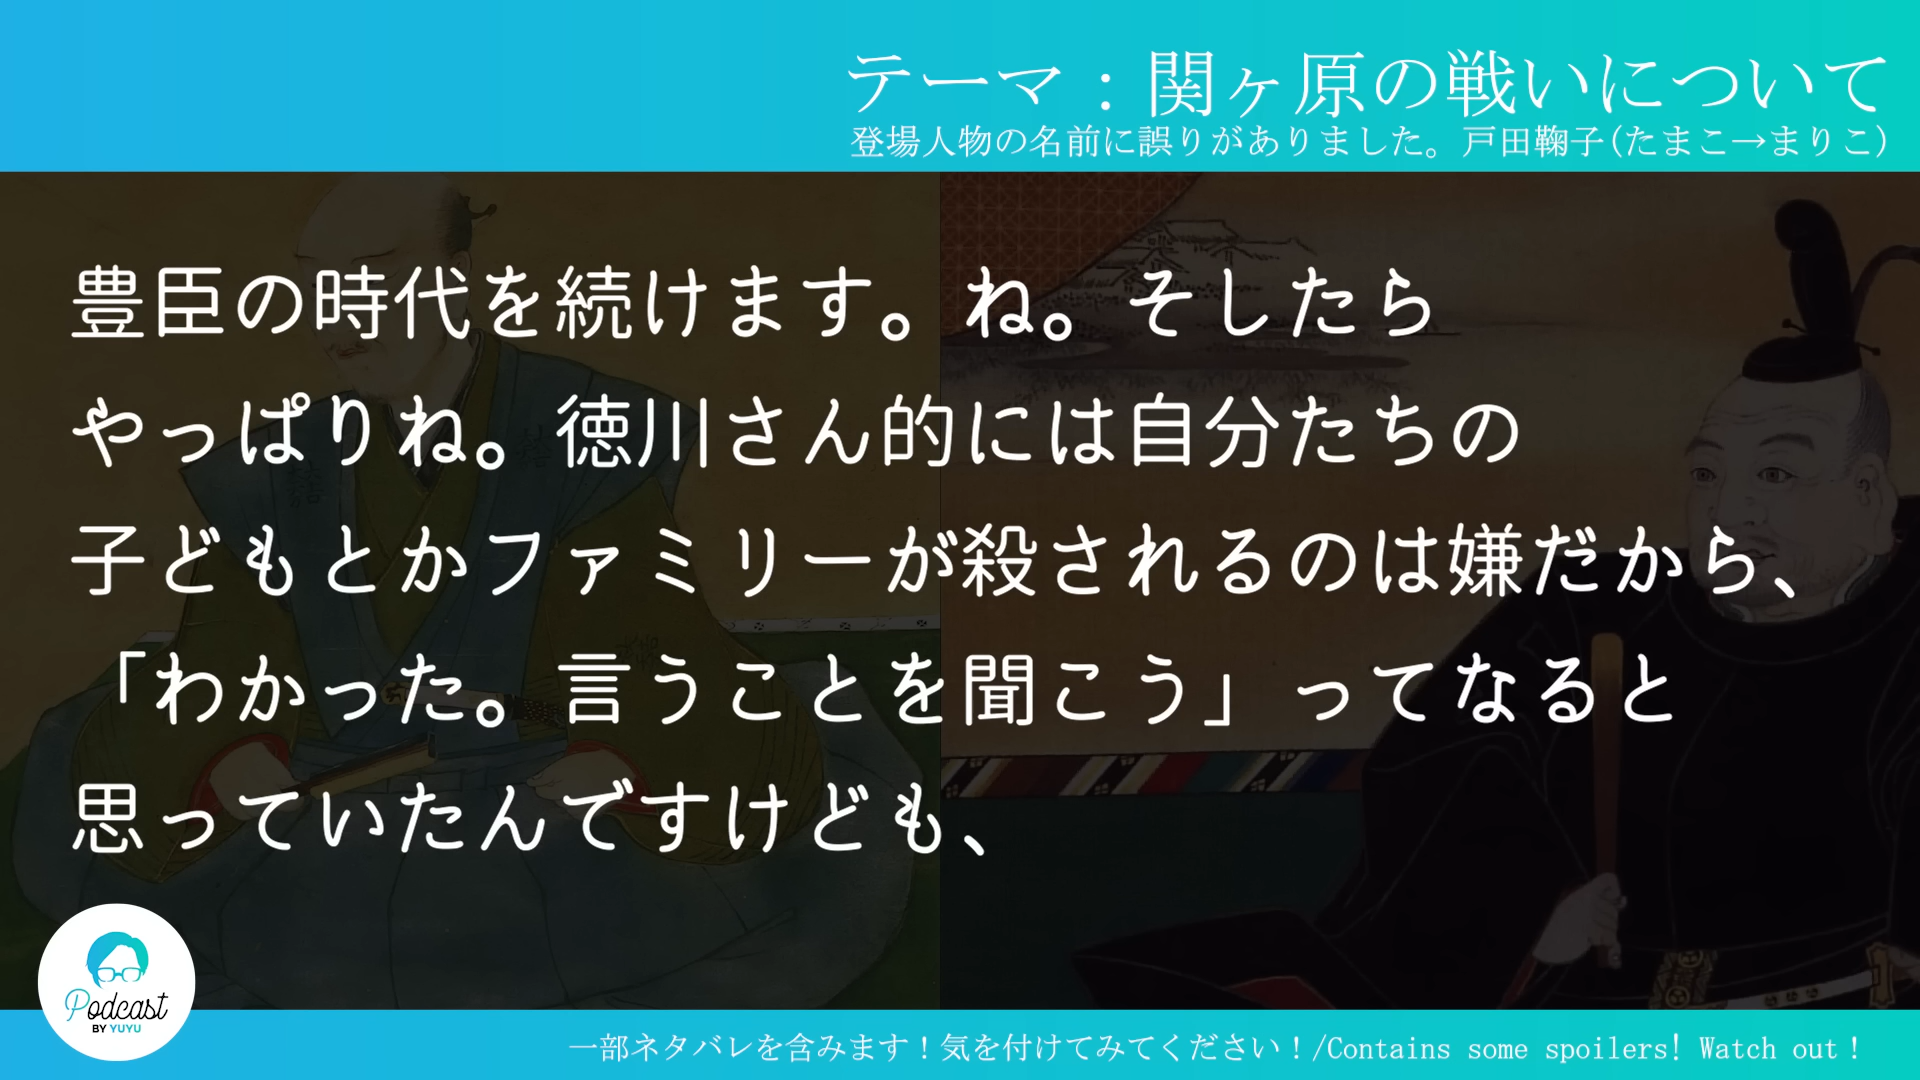 テーマ：関ヶ原の戦いについて
登場人物の名前に誤りがありました。戸田鞠子(たまこ→まりこ)
豊臣の時代を続けます。ね。そしたら
やっぱりね。徳川さん的には自分たちの
子どもとかファミリーが殺されるのは嫌だから、
「わかった。言うことを聞こう」ってなると
思っていたんですけども、
Podcast
BY YUYU
一部ネタバレを含みます！気を付けてみてください！/Contains some spoilers! Watch out！